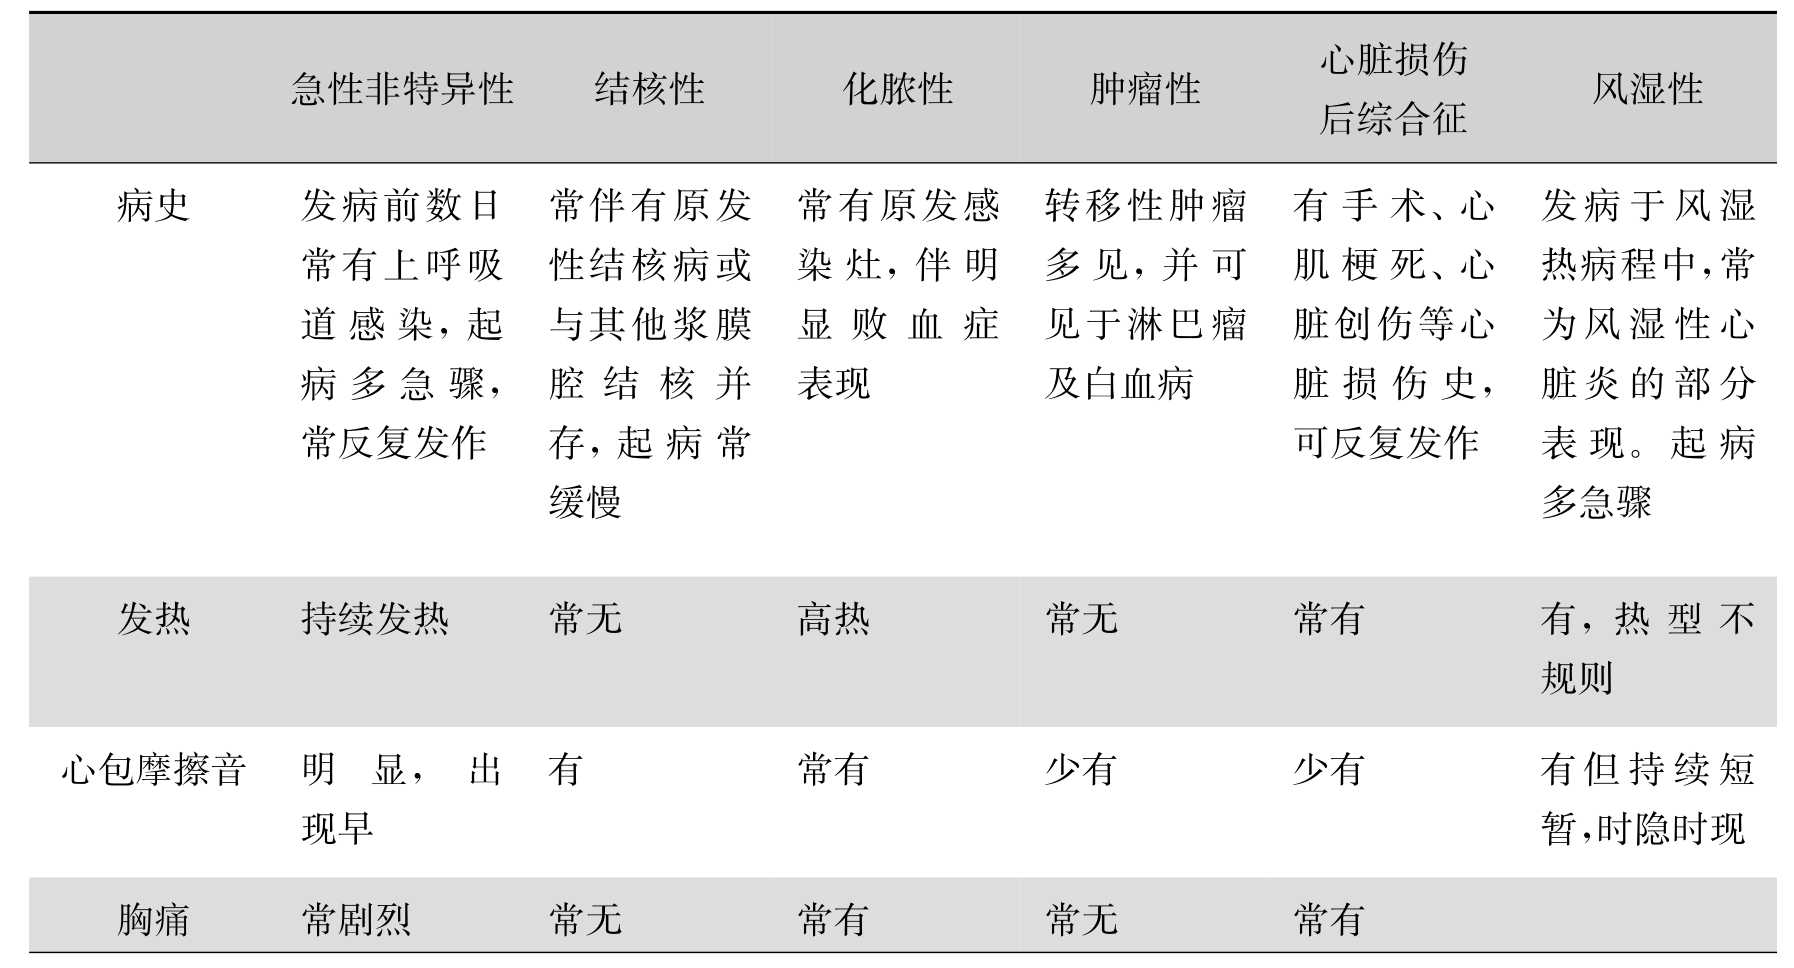 急性非特异性 结核性 化脓性 肿瘤性 心脏损伤后综合征 风湿性
病史
发病前数日
常有上呼吸
道感染，起
病多急骤，
常反复发作
常伴有原发
性结核病或
与其他浆膜
腔结核并
存，起病常
缓慢
常有原发感
染灶，伴明
显败血症
表现
转移性肿瘤
多见，并可
见于淋巴瘤
及白血病
有手术、心
肌梗死、心
脏创伤等心
脏损伤史，
可反复发作
发病于风湿
热病程中，常
为风湿性心
脏炎的部分
表现。起病
多急骤
发热
持续发热
常无
高热
常无
常有
有，热型不
规则
心包摩擦音
明显，出
现早
有
常有
少有
少有
有但持续短
暂，时隐时现
胸痛
常剧烈
常无
常有
常无
常有